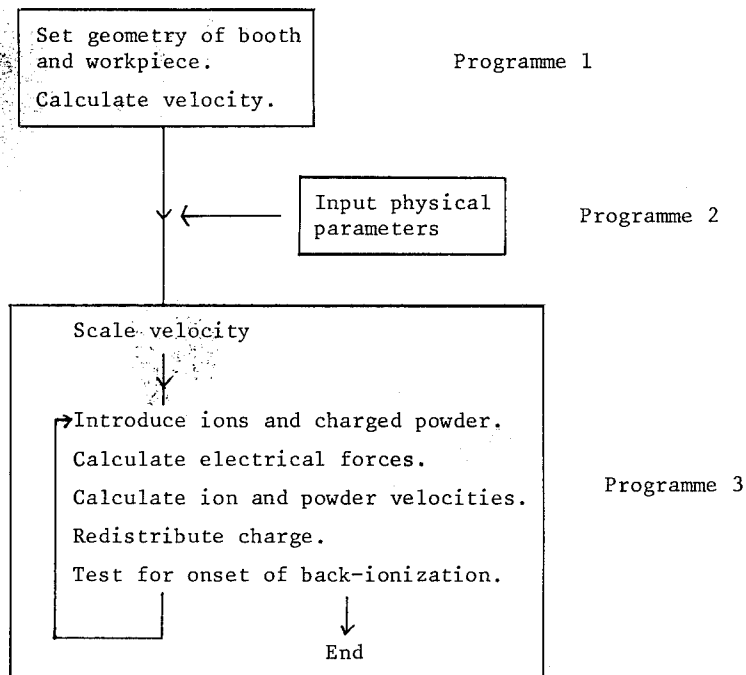 Set geometry of booth
and workpiece.
Calculate velocity.
Programme 1
Input physical
parameters
Programme 2
Scale velocity
Introduce ions and charged powder.
Calculate electrical forces.
Calculate ion and powder velocities.
Redistribute charge.
Test for onset of back-ionization.
End
Programme 3